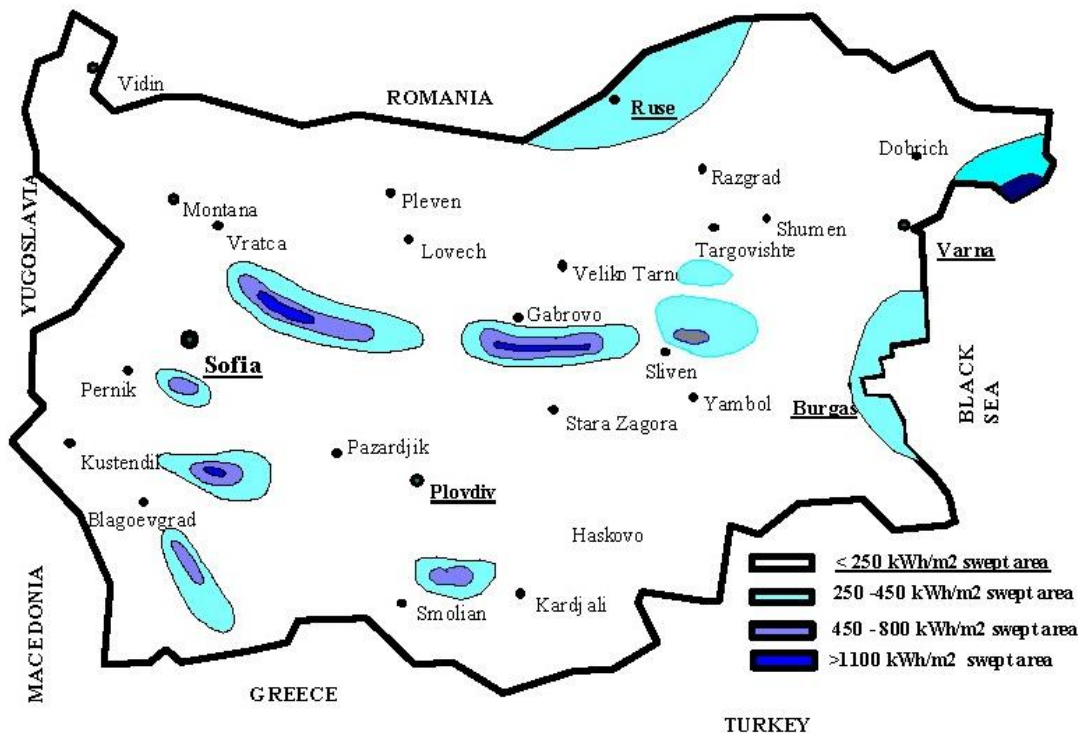 Vidin
ROMANIA
Ruse
Dobrich
Razgrad
Pleven
YUGOSLAVIA
Montana
Shumen
Vratca
Targovishte
Lovech
Varna
Veliko Tarno
Gabrovo
Sofia
Sliven
Pernik
BLACK
SEA
Yambol
Burgas
Stara Zagora
Pazardjik
Kustendil
Plovdiv
Blagoevgrad
Haskovo
< 250 kWh/m2 swept area
250 -450 kWh/m2 swept area
Kardjali
Smolian
450 -800 kWh/m2 swept area
MACEDONIA
>1100 kWh/m2 swept area
GREECE
TURKEY